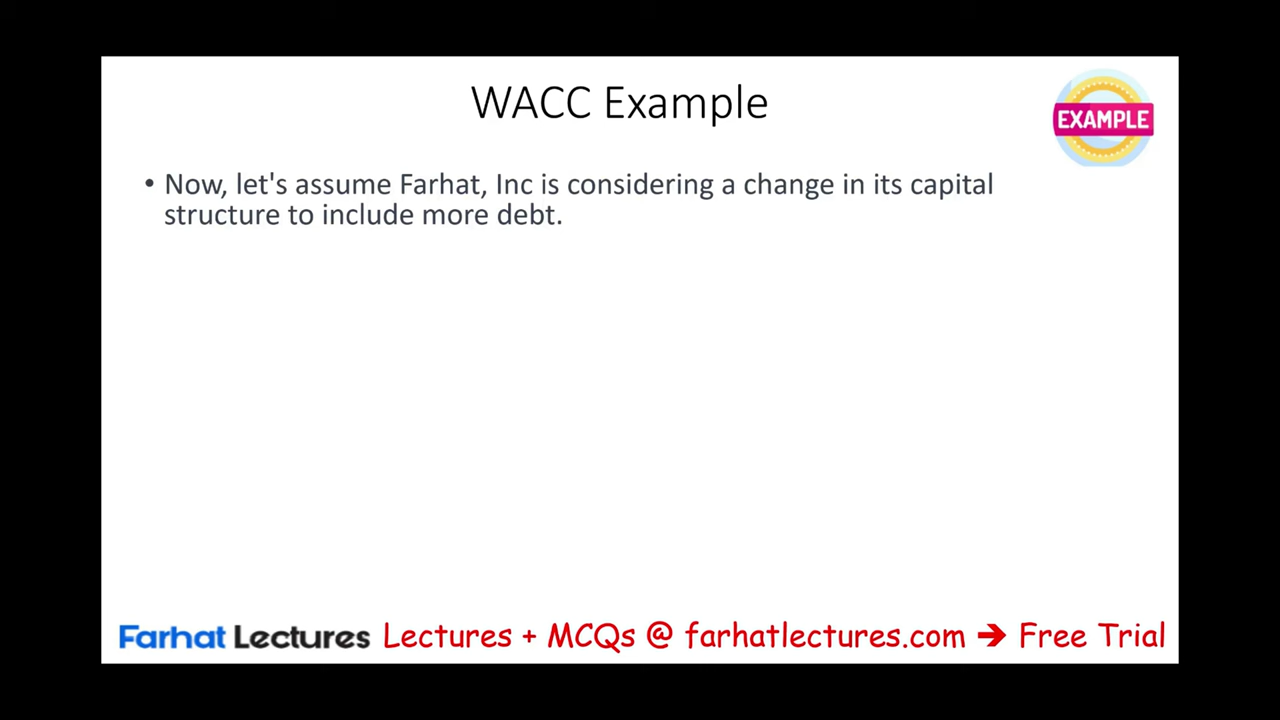 WACC Example
EXAMPLE
• Now, let's assume Farhat, Inc is considering a change in its capital
structure to include more debt.
Farhat Lectures Lectures + MCQs @ farhatlectures.com → Free Trial